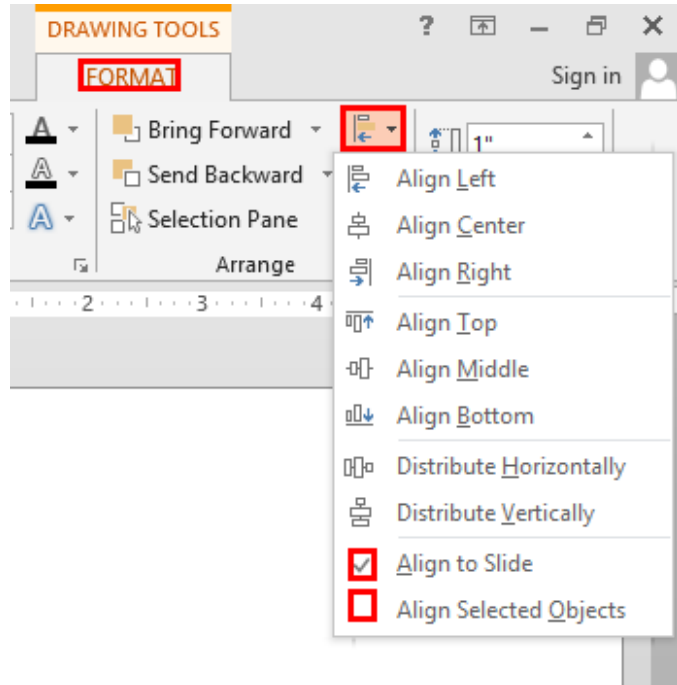 DRAWING TOOLS ?
FORMAT Sign in
A Bring Forward 1"
A Send Backward
A Selection Pane
Arrange
2 3 4
Align Left
Align Center
Align Right
Align Top
Align Middle
Align Bottom
Distribute Horizontally
Distribute Vertically
Align to Slide
Align Selected Objects